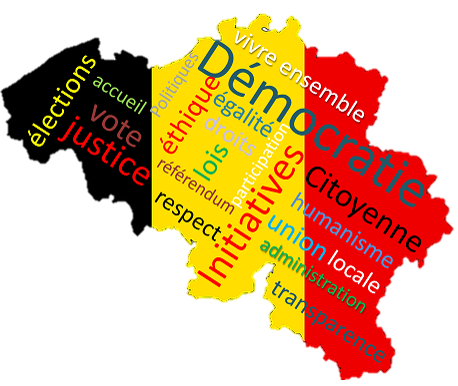 vivre ensemble
Démocratie
Politiques
élections
accueil
vote
justice
éthique
égalité
droits
lois
participation
référendum
respect
Initiatives
Citoyenne
humanisme
union
locale
administration
transparence